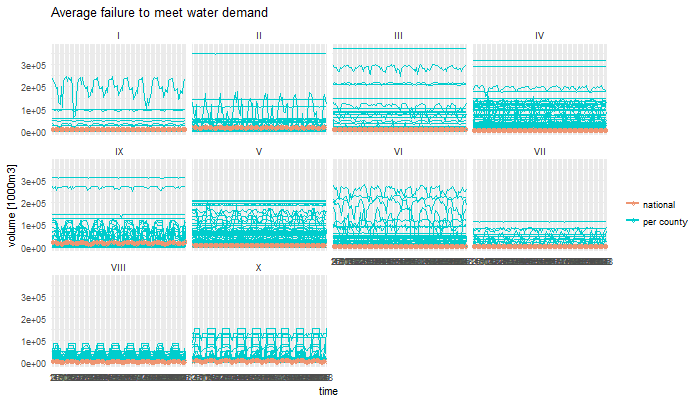 Average failure to meet water demand
I II III IV
3e+05
2e+05
1e+05
0e+00
IX V VI VII
volume [1000m3]
3e+05
2e+05
1e+05
0e+00
national
per county
VIII X
3e+05
2e+05
1e+05
0e+00
time